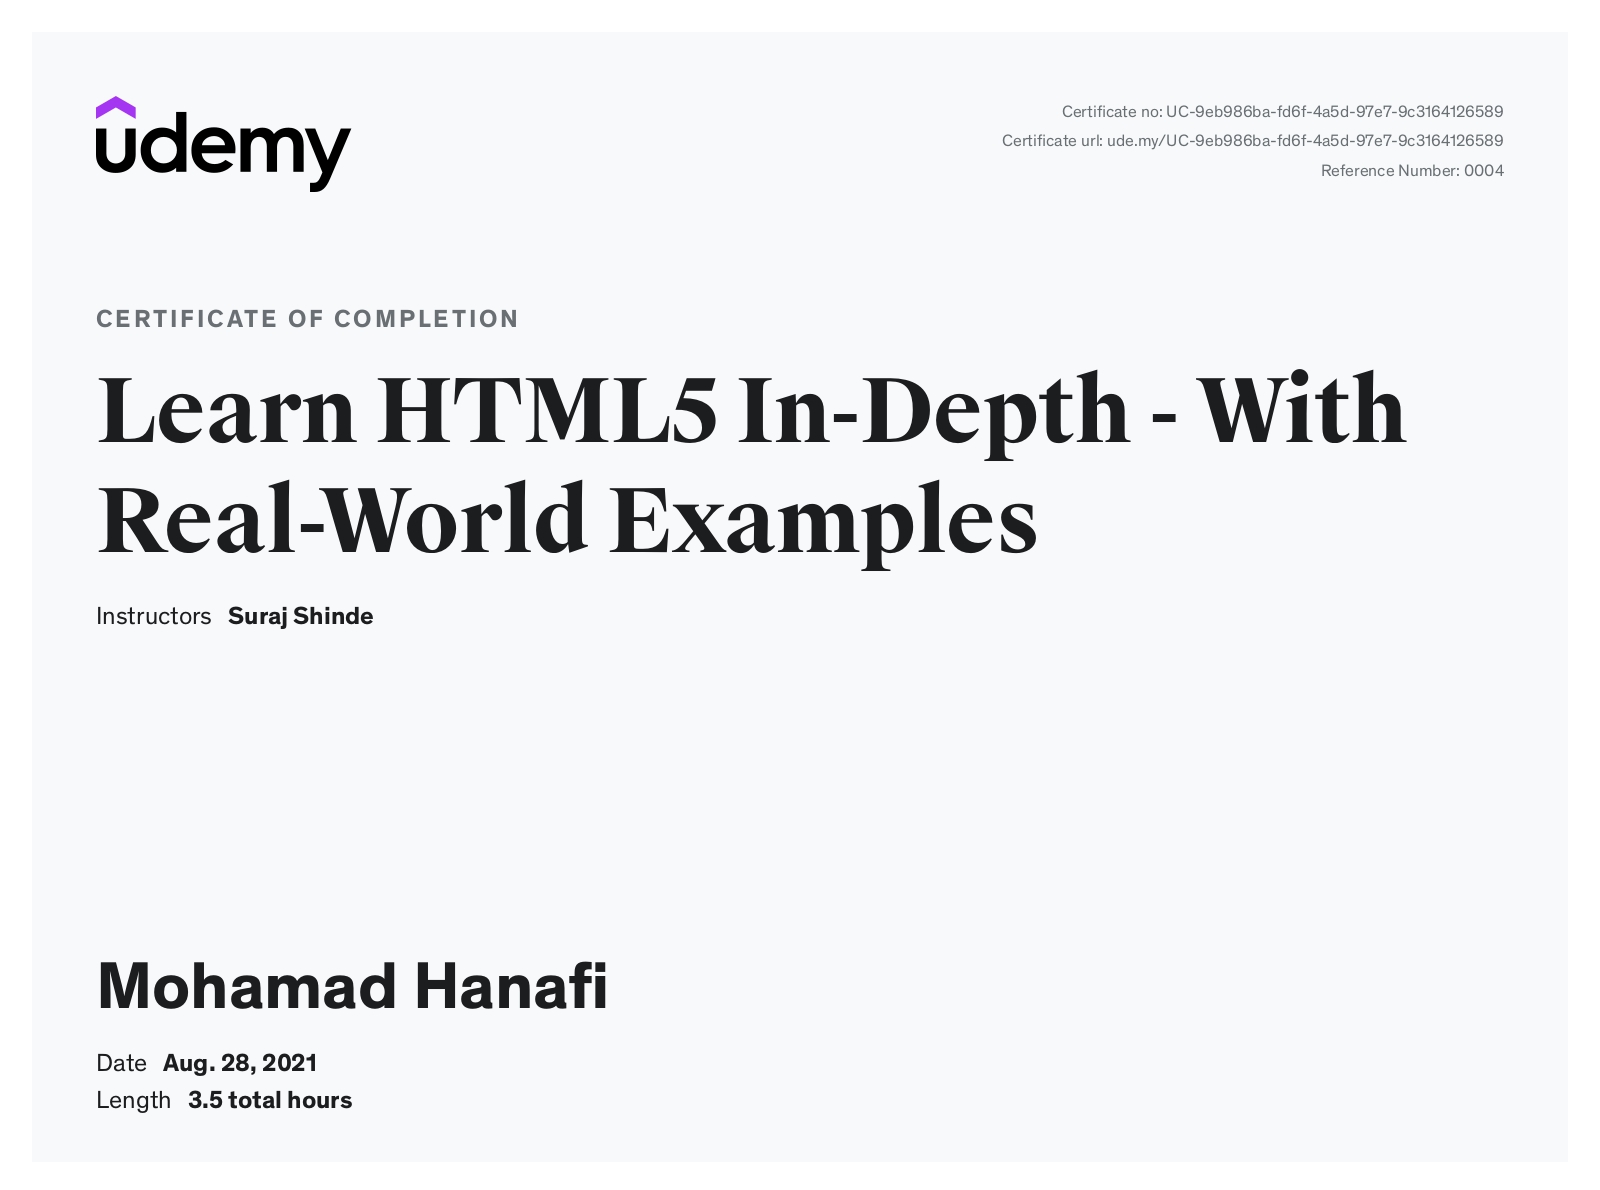 udemy
Certificate no: UC-9eb986ba-fd6f-4a5d-97e7-9c3164126589
Certificate url: ude.my/UC-9eb986ba-fd6f-4a5d-97e7-9c3164126589
Reference Number: 0004
CERTIFICATE OF COMPLETION
Learn HTML5 In-Depth - With
Real-World Examples
Instructors Suraj Shinde
Mohamad Hanafi
Date Aug. 28, 2021
Length 3.5 total hours